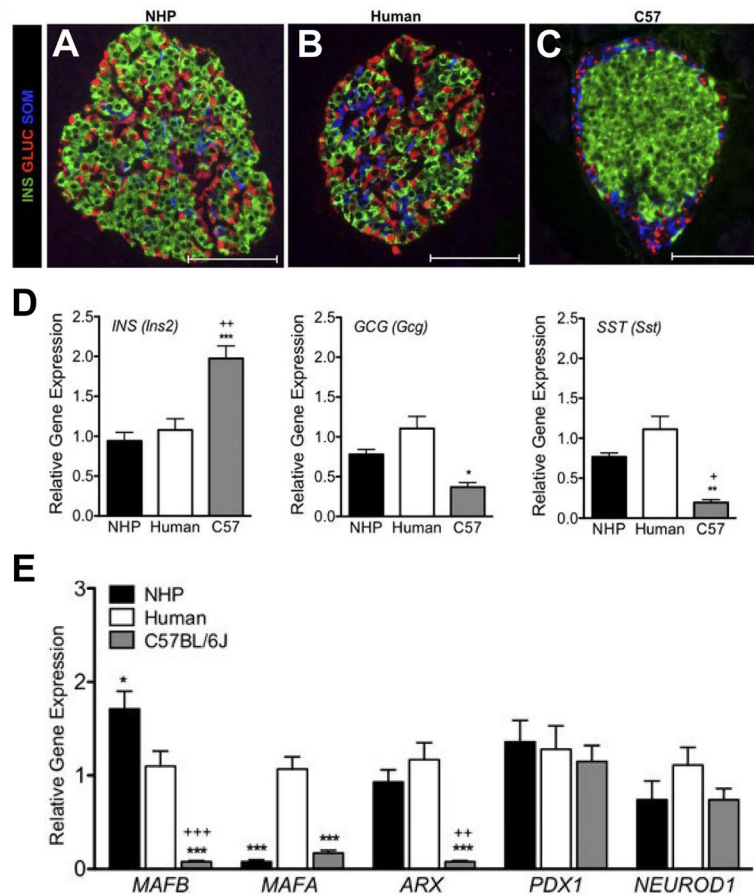 NHP Human C57
A B C
INS GLUC SOM
D
INS (Ins2) GCG (Gcg) SST (Sst)
Relative Gene Expression
2.5
2.0
1.5
1.0
0.5
0.0
++
***
NHP Human C57
Relative Gene Expression
2.5
2.0
1.5
1.0
0.5
0.0
*
NHP Human C57
Relative Gene Expression
2.5
2.0
1.5
1.0
0.5
0.0
+
**
NHP Human C57
E
NHP
Human
C57BL/6J
Relative Gene Expression
3
2
1
0
*
+++
***
***
***
++
***
MAFB MAFA ARX PDX1 NEUROD1